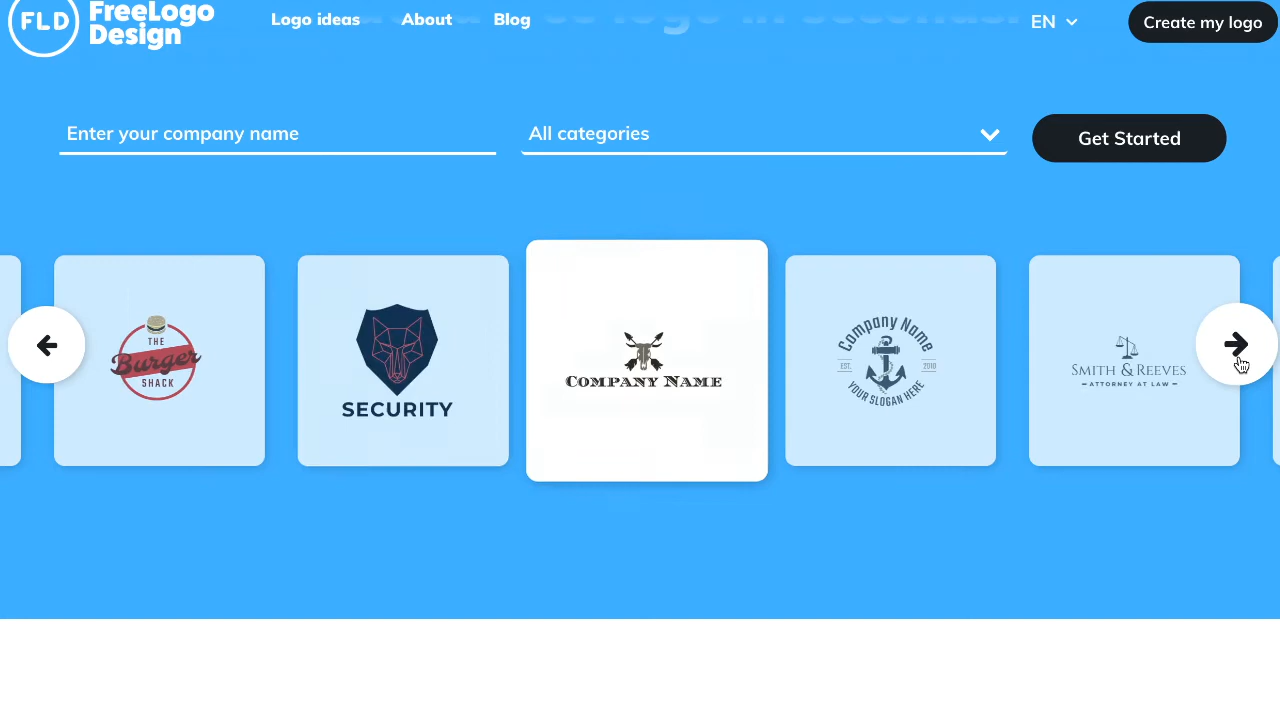 FLD
FreeLogo
Design
Logo ideas
About
Blog
EN
Create my logo
Enter your company name
All categories
Get Started
THE
Burger
SHACK
SECURITY
COMPANY NAME
Company Name
EST.
2010
YOUR SLOGAN HERE
SMITH & REEVES
ATTORNEY AT LAW